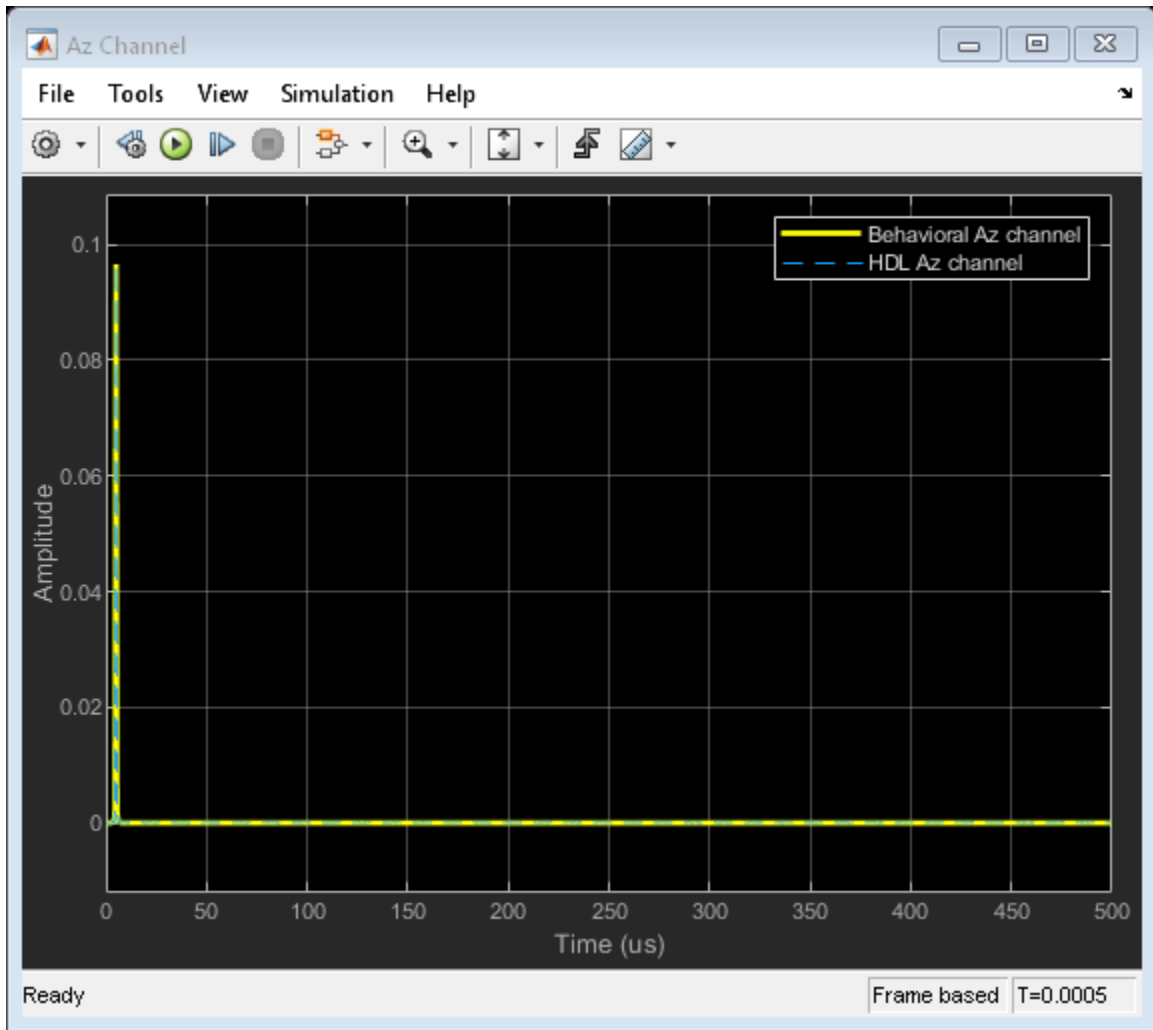 Az Channel
File Tools View Simulation Help
Behavioral Az channel
HDL Az channel
0.1
0.08
0.06
0.04
0.02
0
Amplitude
0 50 100 150 200 250 300 350 400 450 500
Time (us)
Ready Frame based T=0.0005